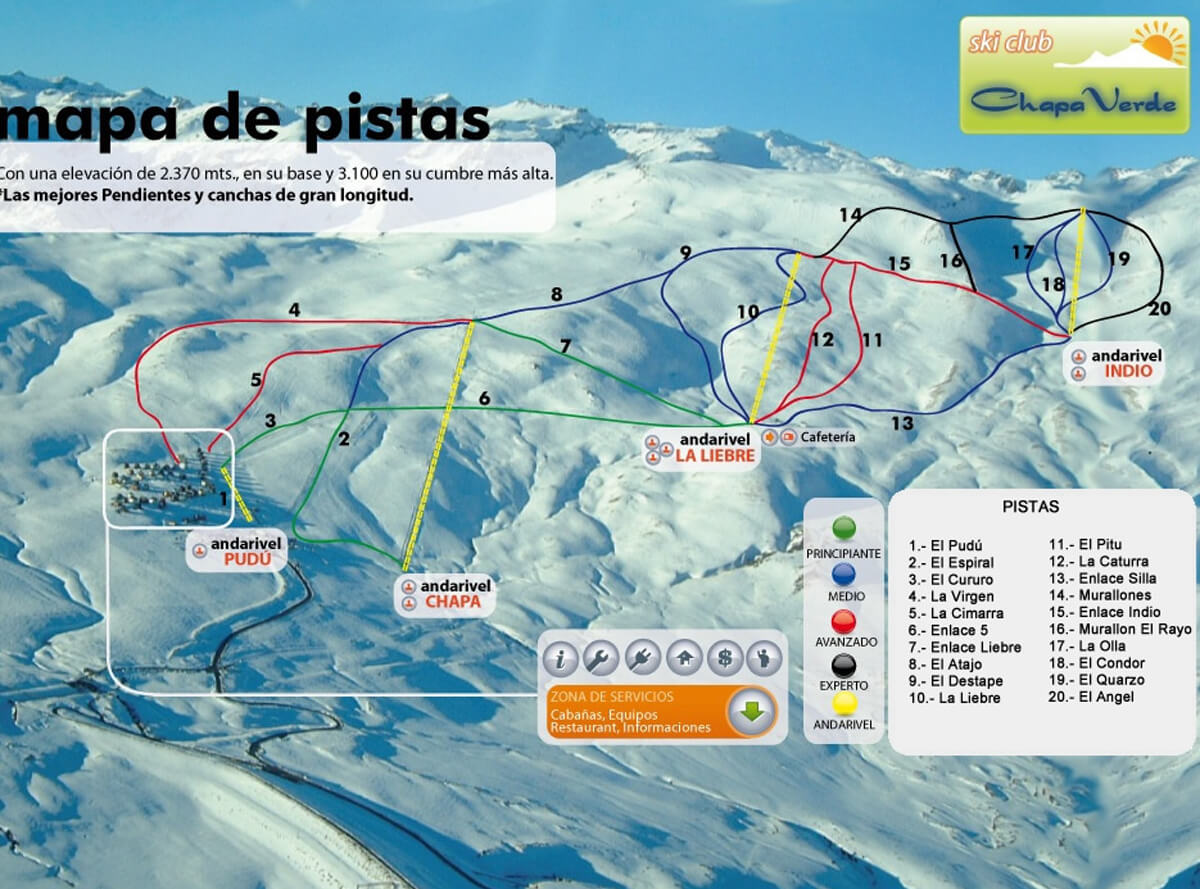 ski club
Chapa Verde
mapa de pistas
Con una elevación de 2.370 mts., en su base y 3.100 en su cumbre más alta.
*Las mejores Pendientes y canchas de gran longitud.
14
9
17
19
16
15
18
8
4
10
20
12
11
7
5
6
3
13
2
1
andarivel
INDIO
andarivel
LA LIEBRE
Cafetería
andarivel
PUDÚ
andarivel
CHAPA
PRINCIPIANTE
MEDIO
AVANZADO
EXPERTO
ANDARIVEL
PISTAS
1.- El Pudú
2.- El Espiral
3.- El Cururo
4.- La Virgen
5.- La Cimarra
6.- Enlace 5
7.- Enlace Liebre
8.- El Atajo
9.- El Destape
10.- La Liebre
11.- El Pitu
12.- La Caturra
13.- Enlace Silla
14.- Murallones
15.- Enlace Indio
16.- Murallon El Rayo
17.- La Olla
18.- El Condor
19.- El Quarzo
20.- El Angel
i
$
ZONA DE SERVICIOS
Cabañas, Equipos
Restaurant, Informaciones